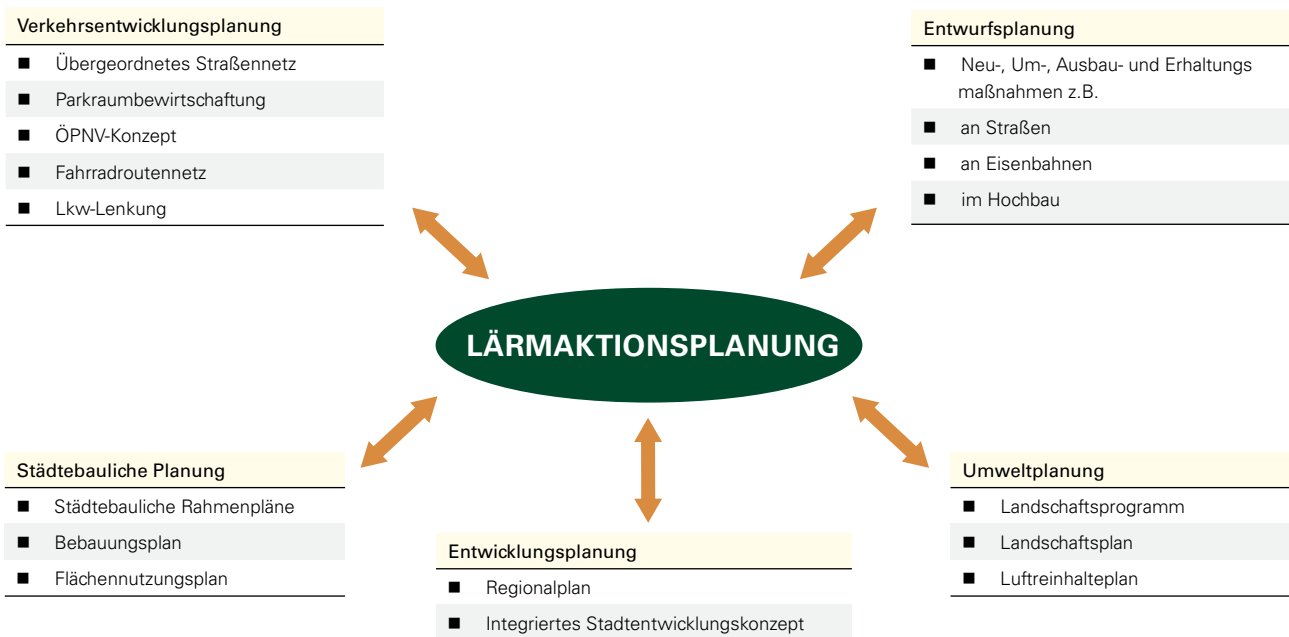 Verkehrsentwicklungsplanung
■ Übergeordnetes Straßennetz
■ Parkraumbewirtschaftung
■ ÖPNV-Konzept
■ Fahrradroutennetz
■ Lkw-Lenkung
Entwurfsplanung
■ Neu-, Um-, Ausbau- und Erhaltungs
maßnahmen z.B.
■ an Straßen
■ an Eisenbahnen
■ im Hochbau
LÄRMAKTIONSPLANUNG
Städtebauliche Planung
■ Städtebauliche Rahmenpläne
■ Bebauungsplan
■ Flächennutzungsplan
Entwicklungsplanung
■ Regionalplan
■ Integriertes Stadtentwicklungskonzept
Umweltplanung
■ Landschaftsprogramm
■ Landschaftsplan
■ Luftreinhalteplan